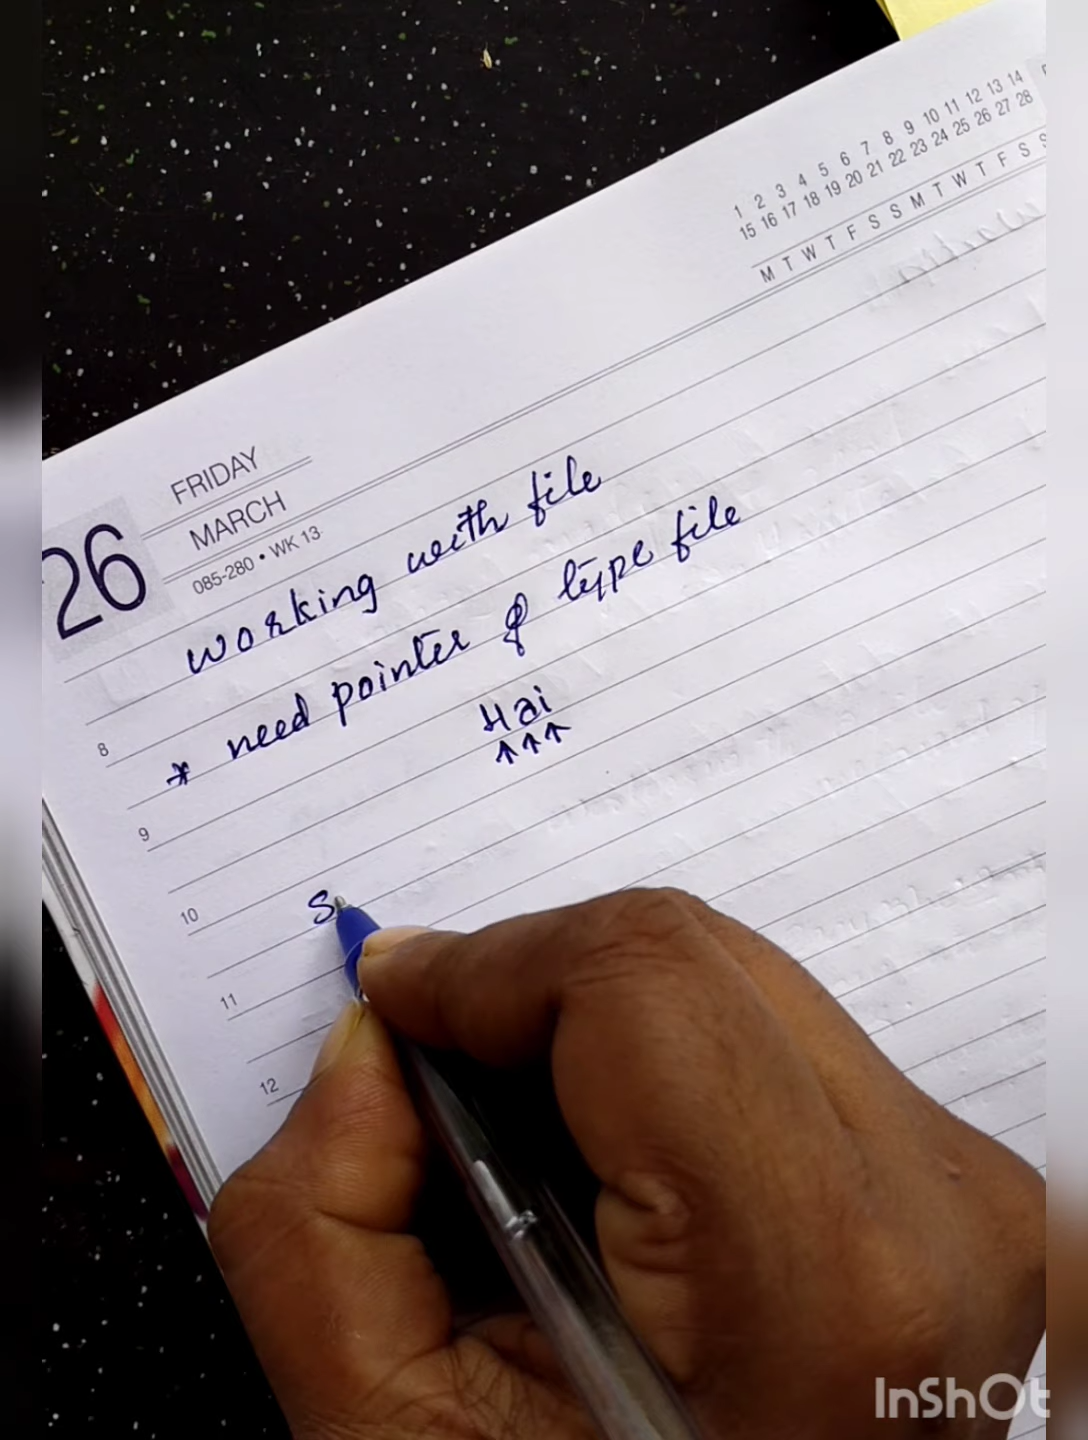 1 2 3 4 5 6 7 8 9 10 11 12 13 14
15 16 17 18 19 20 21 22 23 24 25 26 27 28
M T W T F S S M T W T F S S
26
FRIDAY
MARCH
085-280 • WK 13
working with file
8
* need pointer of type file
Hai
↑↑↑
9
10
S
11
12
InShOt